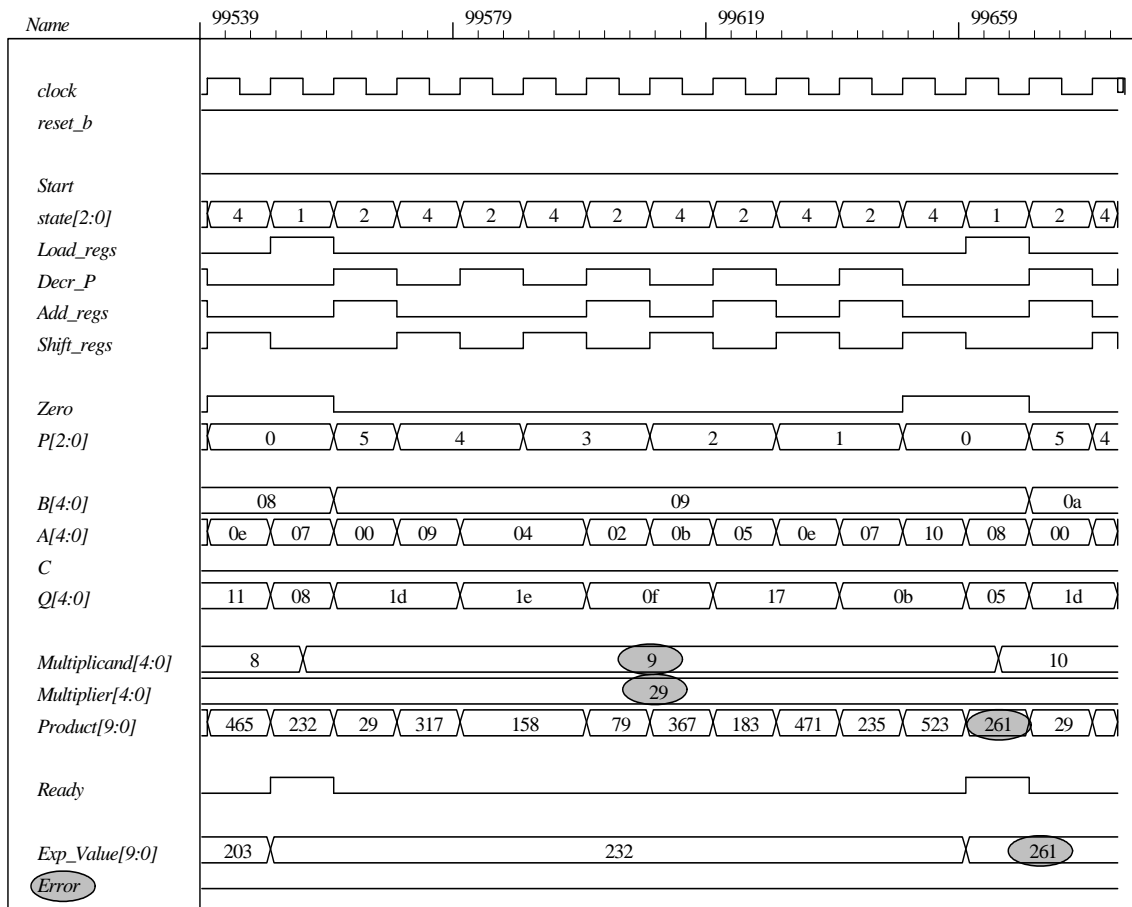 Name 99539 99579 99619 99659
clock
reset_b
Start
state[2:0] 4 1 2 4 2 4 2 4 2 4 2 4 1 2 4
Load_regs
Decr_P
Add_regs
Shift_regs
Zero
P[2:0] 0 5 4 3 2 1 0 5 4
B[4:0] 08 09 0a
A[4:0] 0e 07 00 09 04 02 0b 05 0e 07 10 08 00
C
Q[4:0] 11 08 1d 1e 0f 17 0b 05 1d
Multiplicand[4:0] 8 9 10
Multiplier[4:0] 29
Product[9:0] 465 232 29 317 158 79 367 183 471 235 523 261 29
Ready
Exp_Value[9:0] 203 232 261
Error